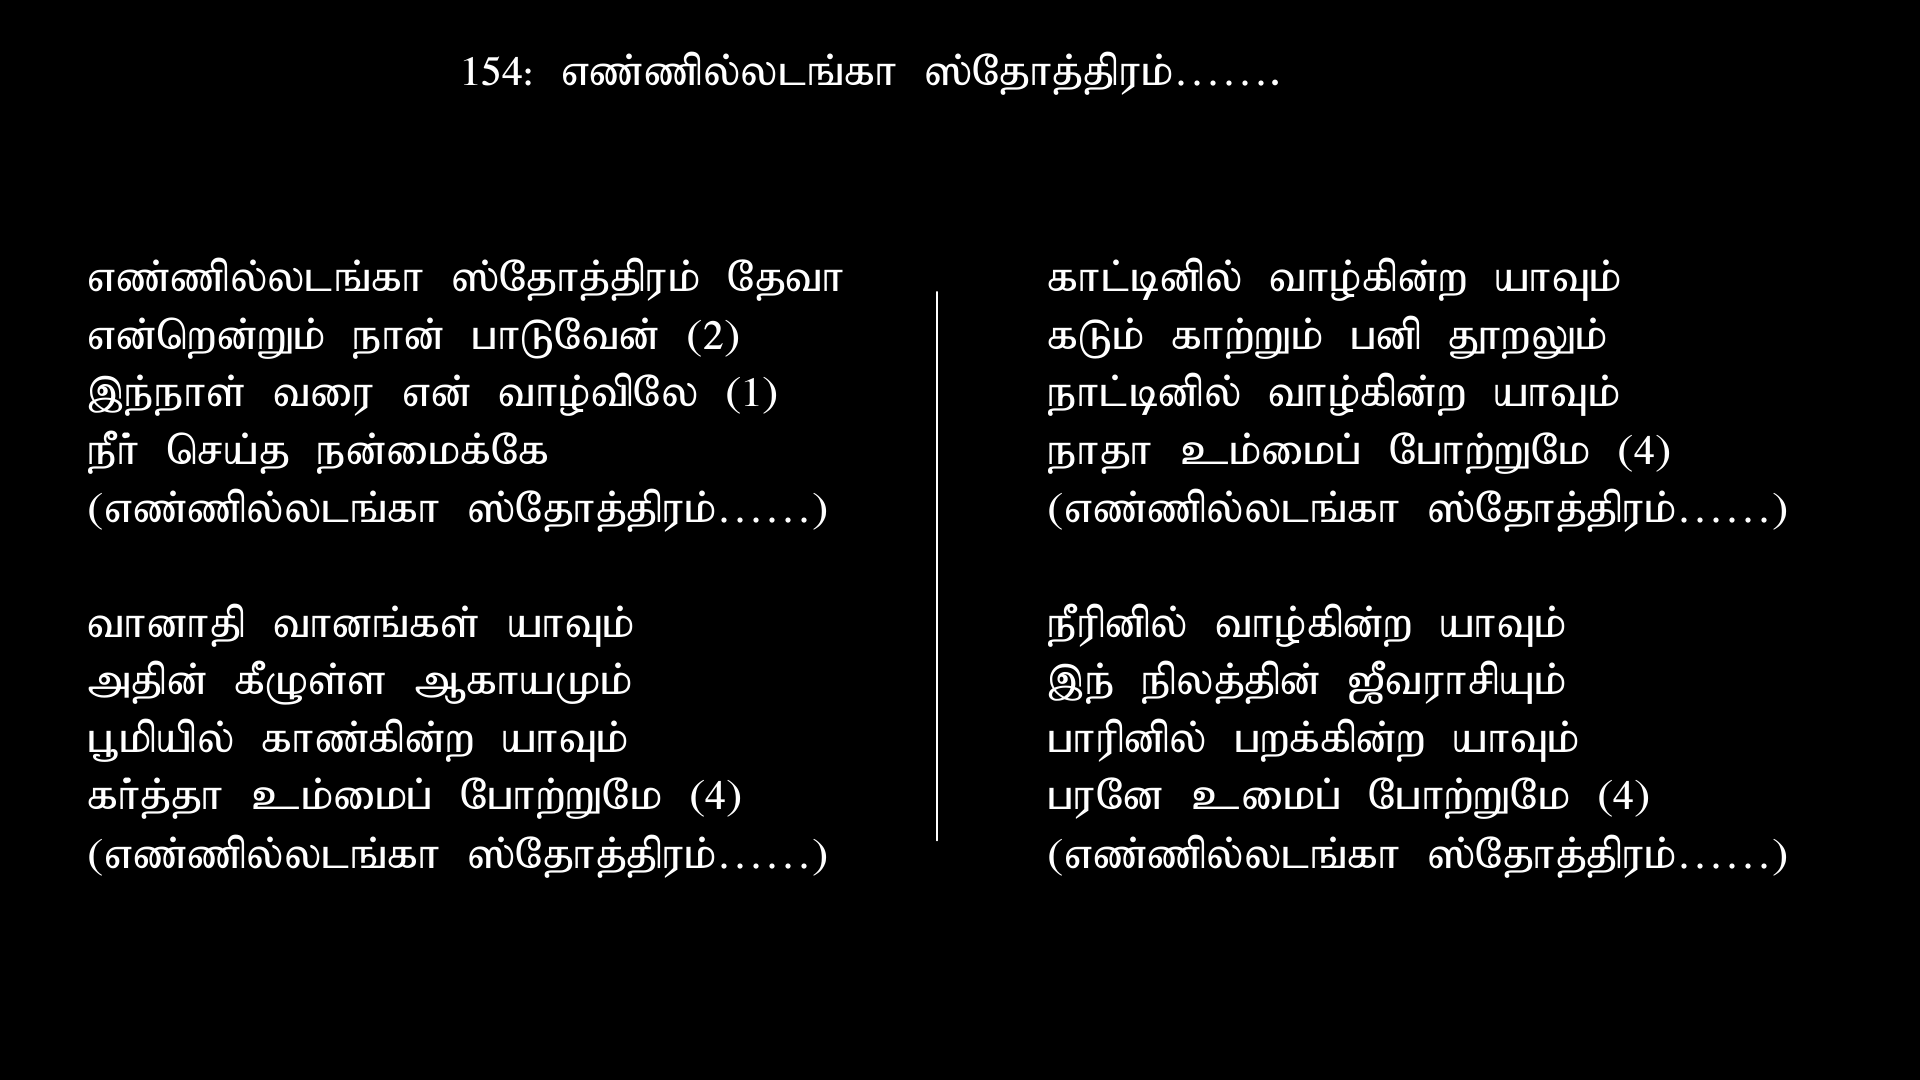 154: எண்ணில்லடங்கா ஸ்தோத்திரம்.......
எண்ணில்லடங்கா ஸ்தோத்திரம் தேவா
என்றென்றும் நான் பாடுவேன் (2)
இந்நாள் வரை என் வாழ்விலே (1)
நீர் செய்த நன்மைக்கே
(எண்ணில்லடங்கா ஸ்தோத்திரம்......)
வானாதி வானங்கள் யாவும்
அதின் கீழுள்ள ஆகாயமும்
பூமியில் காண்கின்ற யாவும்
கர்த்தா உம்மைப் போற்றுமே (4)
(எண்ணில்லடங்கா ஸ்தோத்திரம்......)
காட்டினில் வாழ்கின்ற யாவும்
கடும் காற்றும் பனி தூறலும்
நாட்டினில் வாழ்கின்ற யாவும்
நாதா உம்மைப் போற்றுமே (4)
(எண்ணில்லடங்கா ஸ்தோத்திரம்......)
நீரினில் வாழ்கின்ற யாவும்
இந் நிலத்தின் ஜீவராசியும்
பாரினில் பறக்கின்ற யாவும்
பரனே உமைப் போற்றுமே (4)
(எண்ணில்லடங்கா ஸ்தோத்திரம்......)